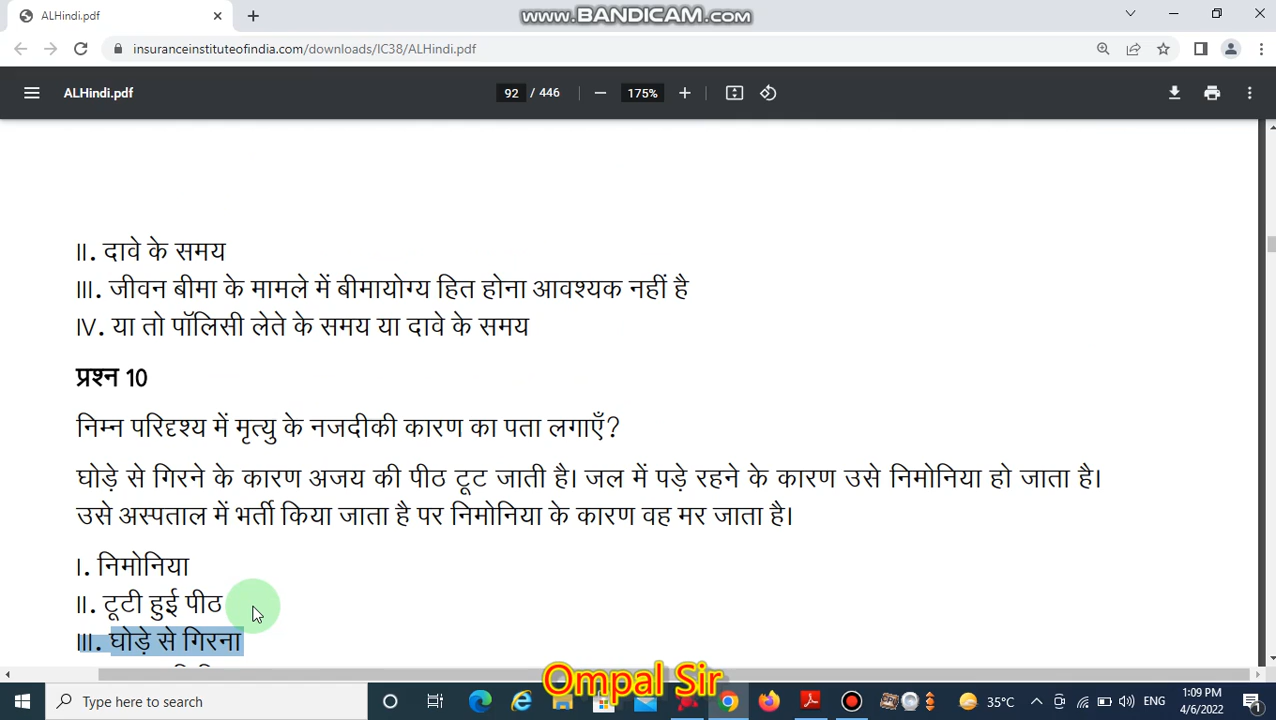 ALHindi.pdf
www.BANDICAM.com
insuranceinstituteofindia.com/downloads/IC38/ALHindi.pdf
ALHindi.pdf
92 / 446
175%
II. दावे के समय
III. जीवन बीमा के मामले में बीमायोग्य हित होना आवश्यक नहीं है
IV. या तो पॉलिसी लेते के समय या दावे के समय
प्रश्न 10
निम्न परिदृश्य में मृत्यु के नजदीकी कारण का पता लगाएँ?
घोड़े से गिरने के कारण अजय की पीठ टूट जाती है। जल में पड़े रहने के कारण उसे निमोनिया हो जाता है।
उसे अस्पताल में भर्ती किया जाता है पर निमोनिया के कारण वह मर जाता है।
I. निमोनिया
II. टूटी हुई पीठ
III. घोड़े से गिरना
Ompal Sir
Type here to search
35°C
ENG
1:09 PM
4/6/2022
1